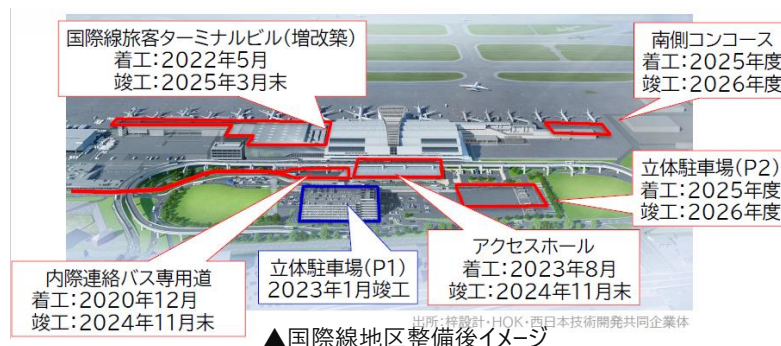 国際線旅客ターミナルビル(増改築)
着工:2022年5月
竣工:2025年3月末
南側コンコース
着工:2025年度
竣工:2026年度
立体駐車場(P2)
着工:2025年度
竣工:2026年度
内際連絡バス専用道
着工:2020年12月
竣工:2024年11月末
立体駐車場(P1)
2023年1月竣工
アクセスホール
着工:2023年8月
竣工:2024年11月末
出所:梓設計・HOK・西日本技術開発共同企業体
▲国際線地区整備後イメージ